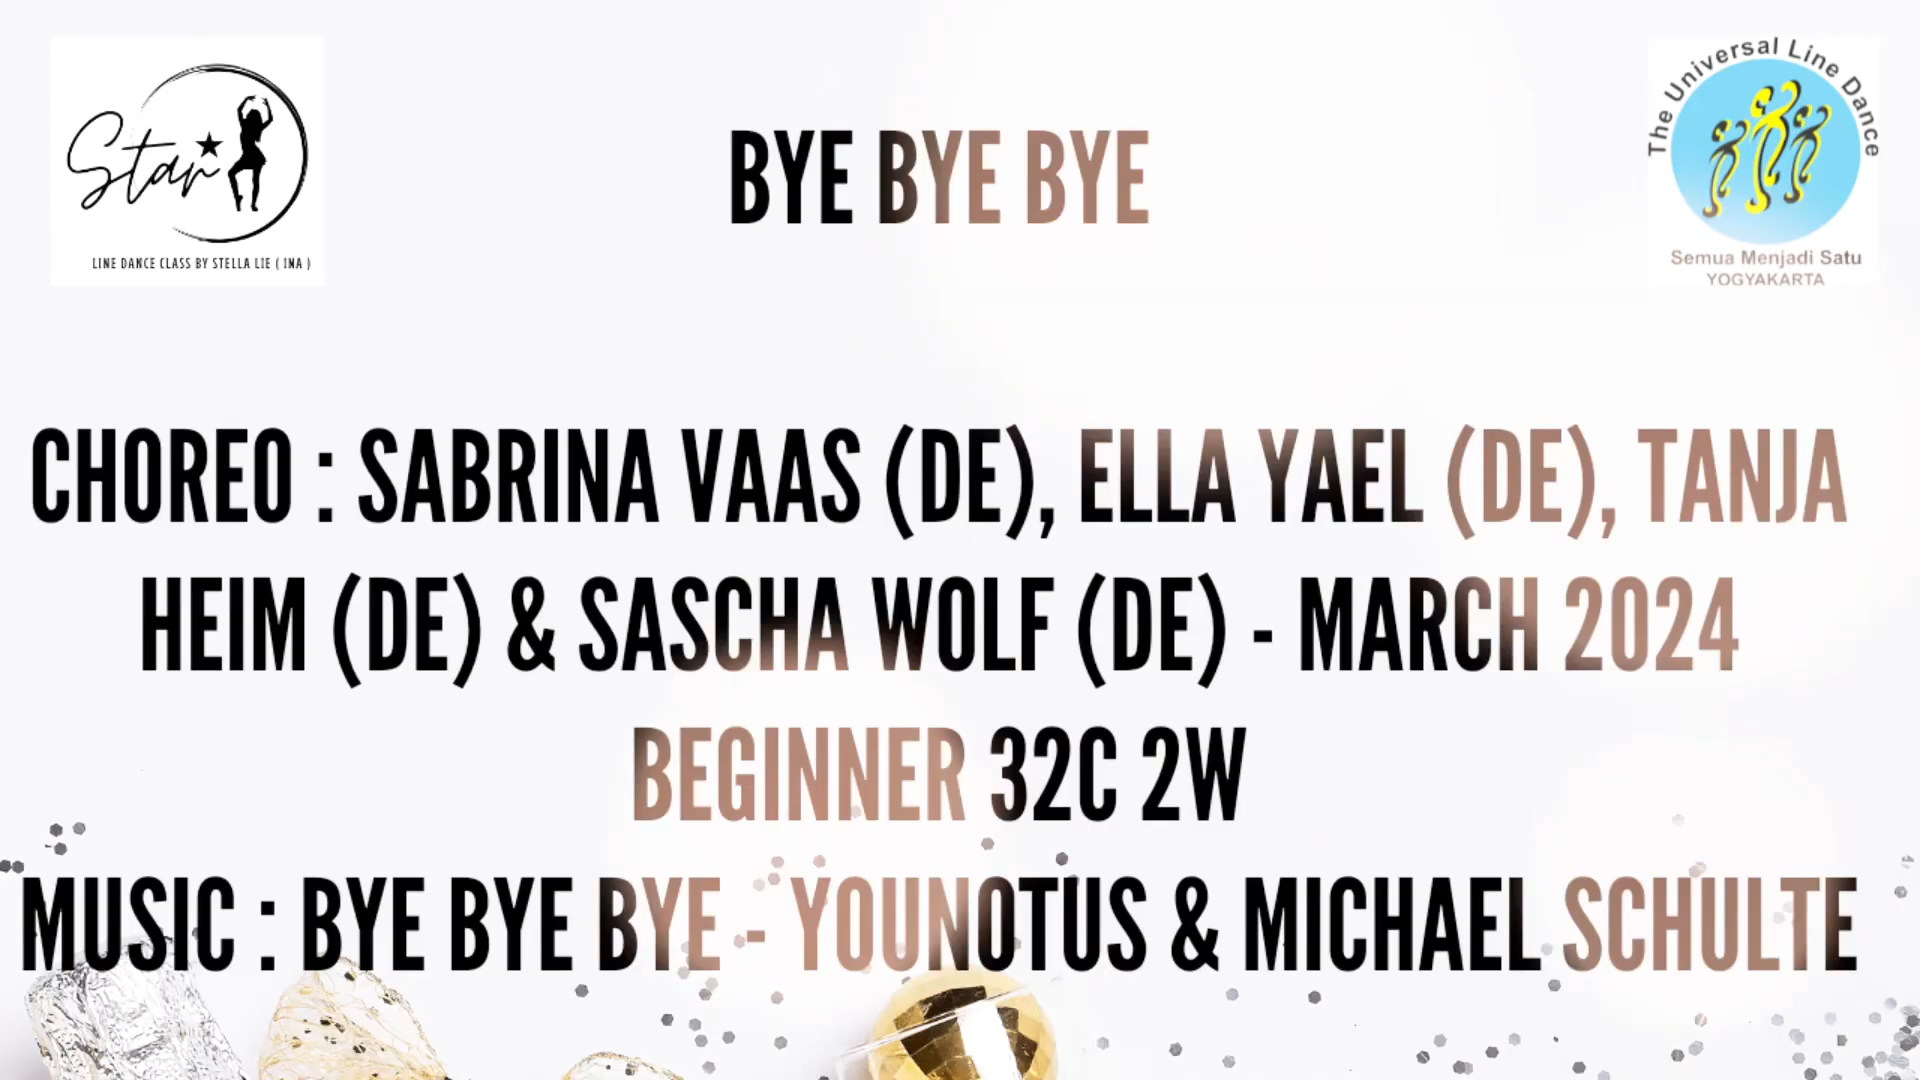 Star
LINE DANCE CLASS BY STELLA LIE ( INA )
BYE BYE BYE
The Universal Line Dance
Semua Menjadi Satu
YOGYAKARTA
CHOREO : SABRINA VAAS (DE), ELLA YAEL (DE), TANJA
HEIM (DE) & SASCHA WOLF (DE) - MARCH 2024
BEGINNER 32C 2W
MUSIC : BYE BYE BYE - YOUNOTUS & MICHAEL SCHULTE